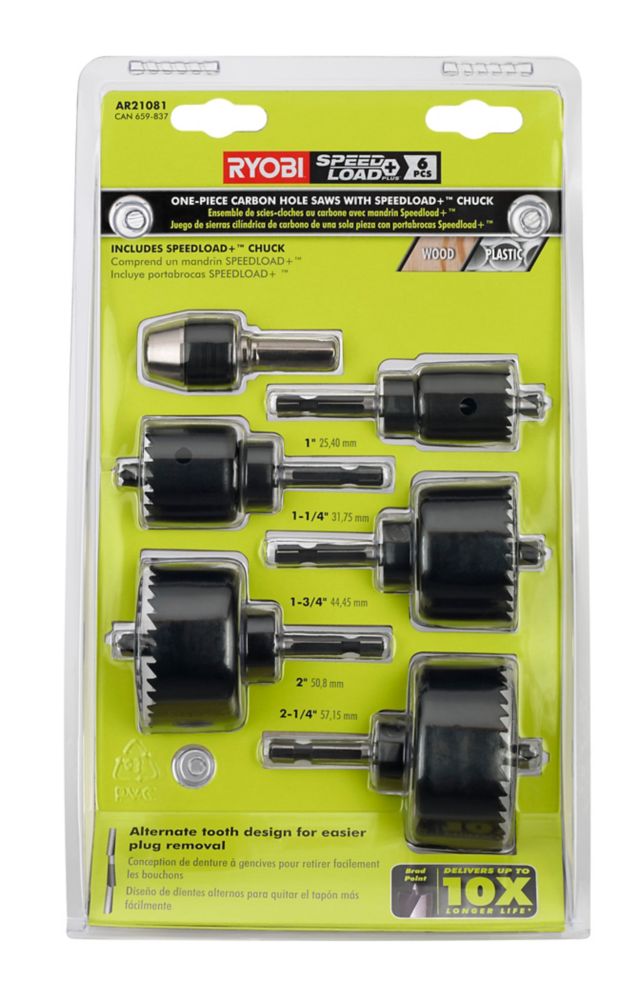 AR21081
CAN 659-837
RYOBI SPEED LOAD+ PLUS 6 PCS
ONE-PIECE CARBON HOLE SAWS WITH SPEEDLOAD+™ CHUCK
Ensemble de scies-cloches au carbone avec mandrin Speedload+™
Juego de sierras cilíndrica de carbono de una sola pieza con portabrocas Speedload+™
INCLUDES SPEEDLOAD+™ CHUCK
Comprend un mandrin SPEEDLOAD+™
Incluye portabrocas SPEEDLOAD+ ™
WOOD PLASTIC
1" 25,40 mm
1-1/4" 31,75 mm
1-3/4" 44,45 mm
2" 50,8 mm
2-1/4" 57,15 mm
PVC
Alternate tooth design for easier
plug removal
Conception de denture à gencives pour retirer facilement
les bouchons
Diseño de dientes alternos para quitar el tapón más
fácilmente.
Brad
Point
DELIVERS UP TO
10X
LONGER LIFE*